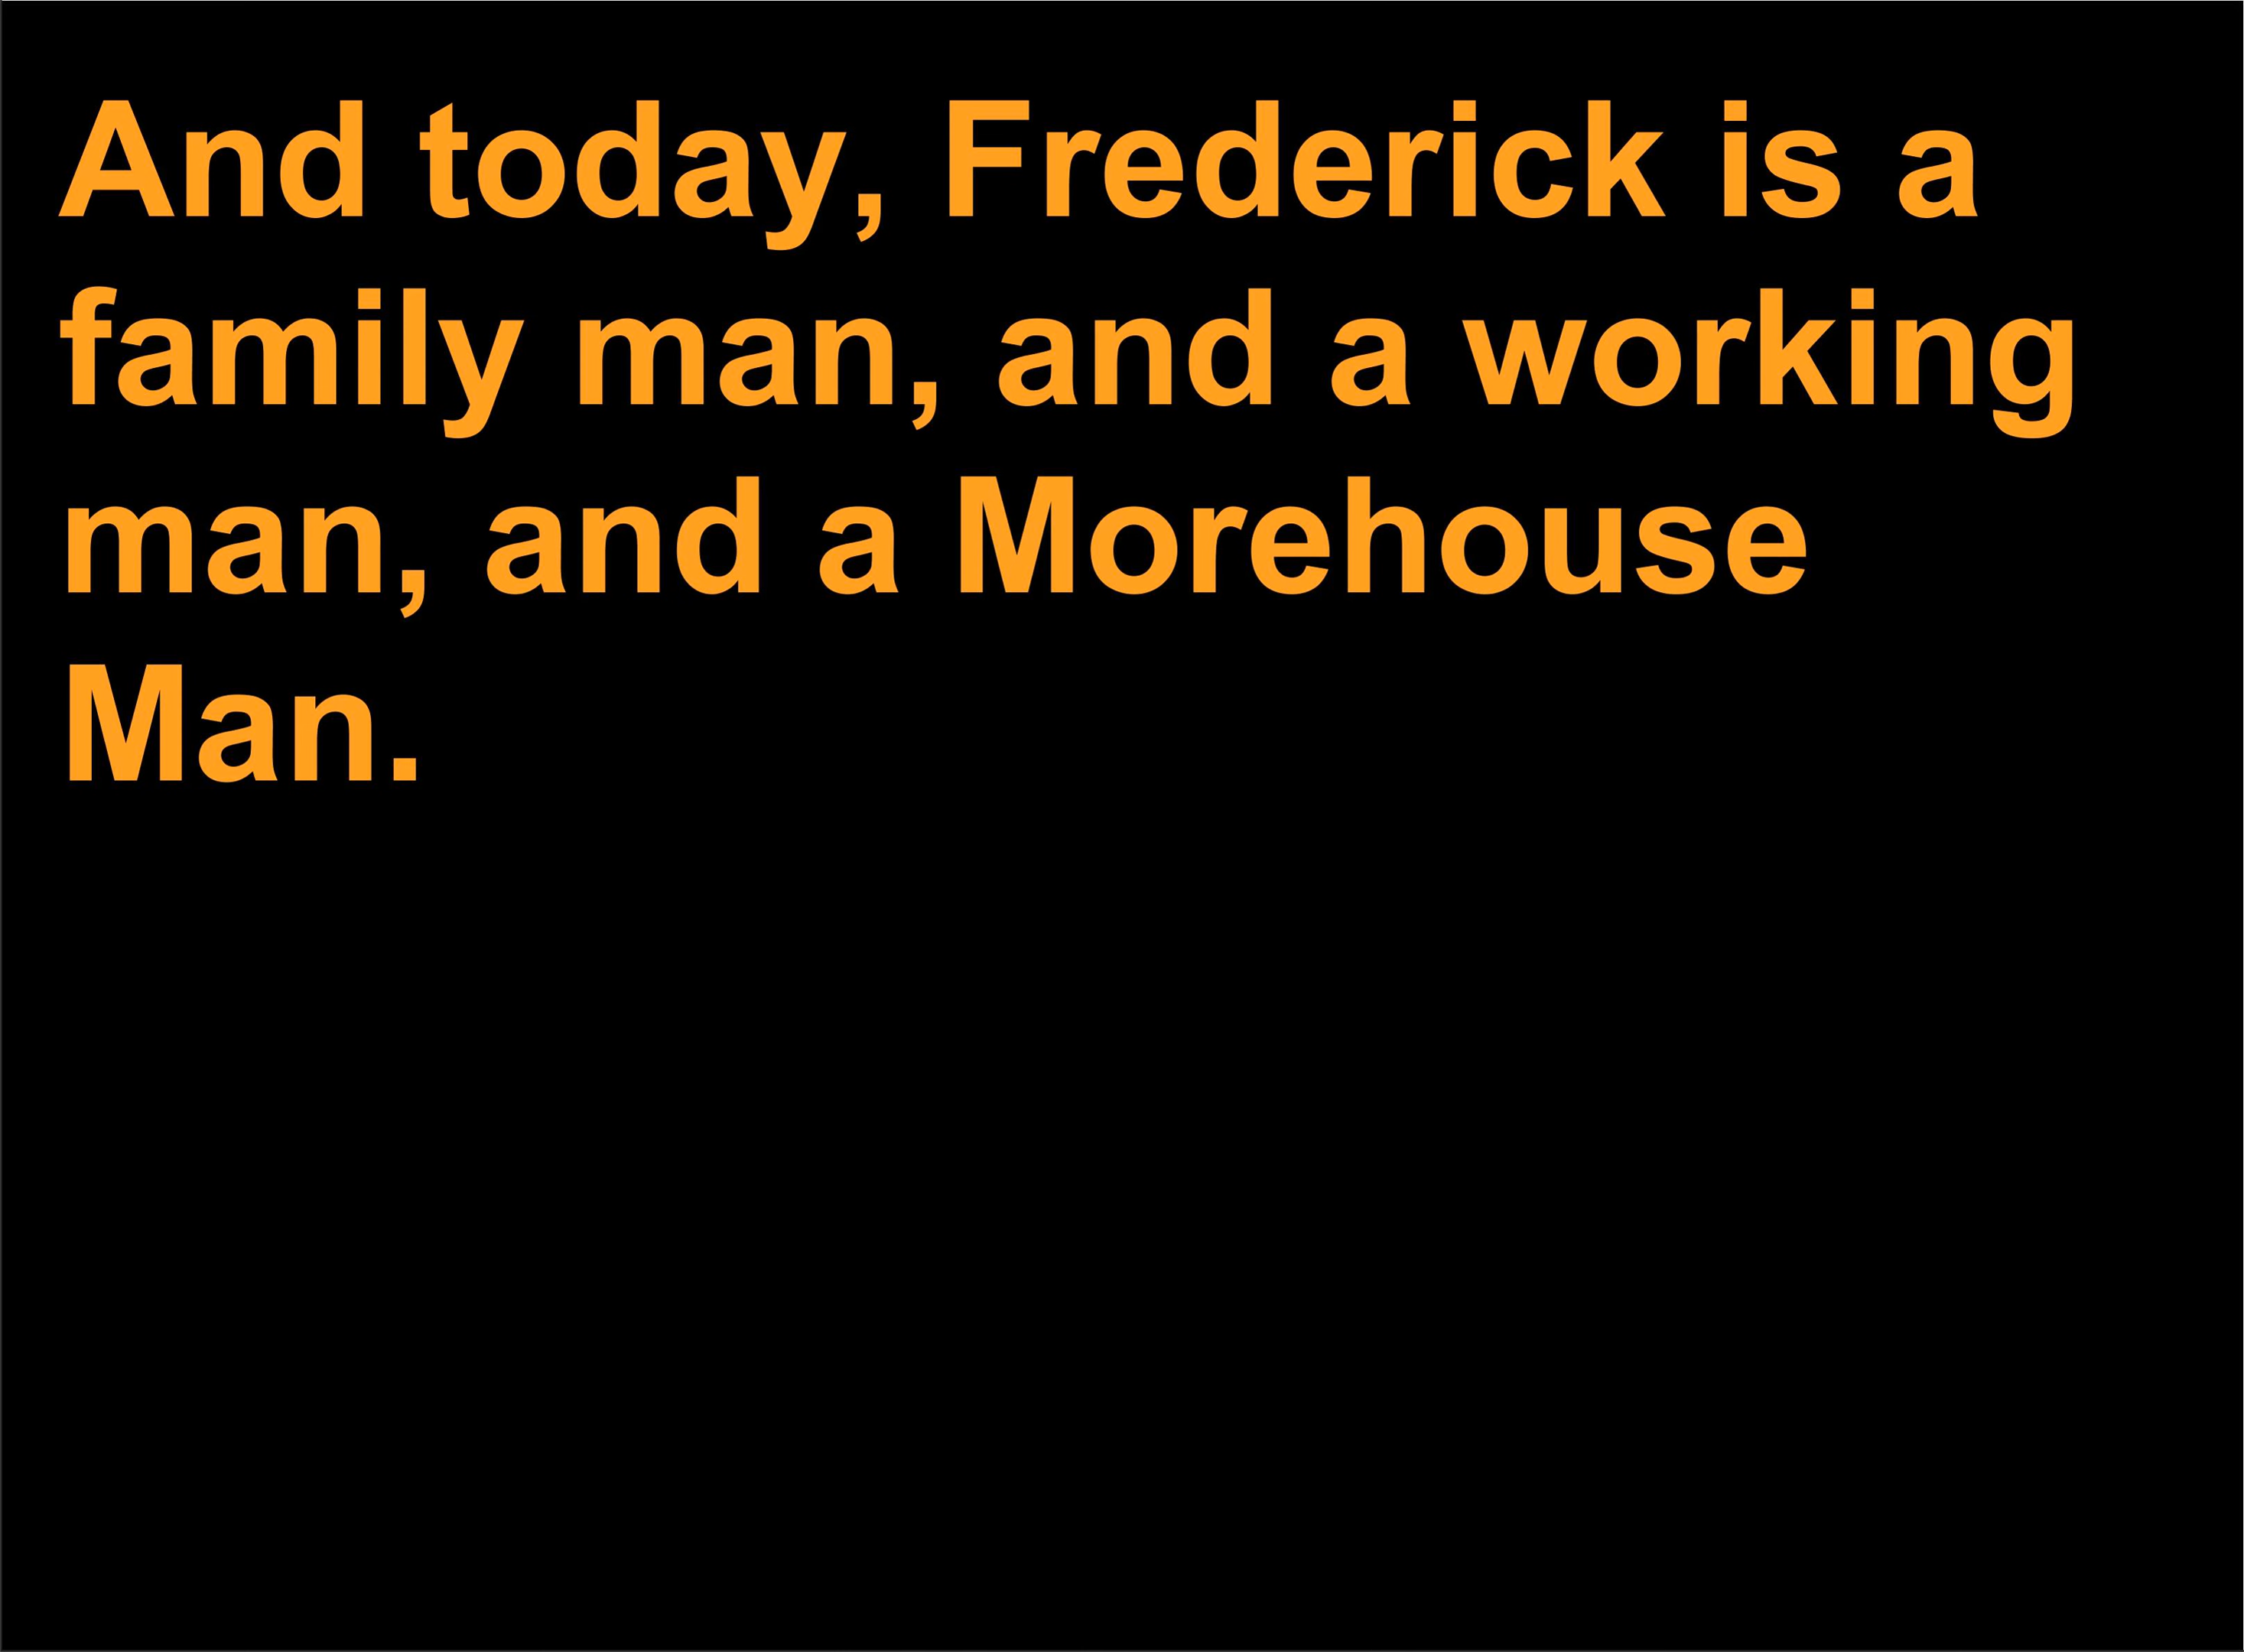 And today, Frederick is a
family man, and a working
man, and a Morehouse
Man.